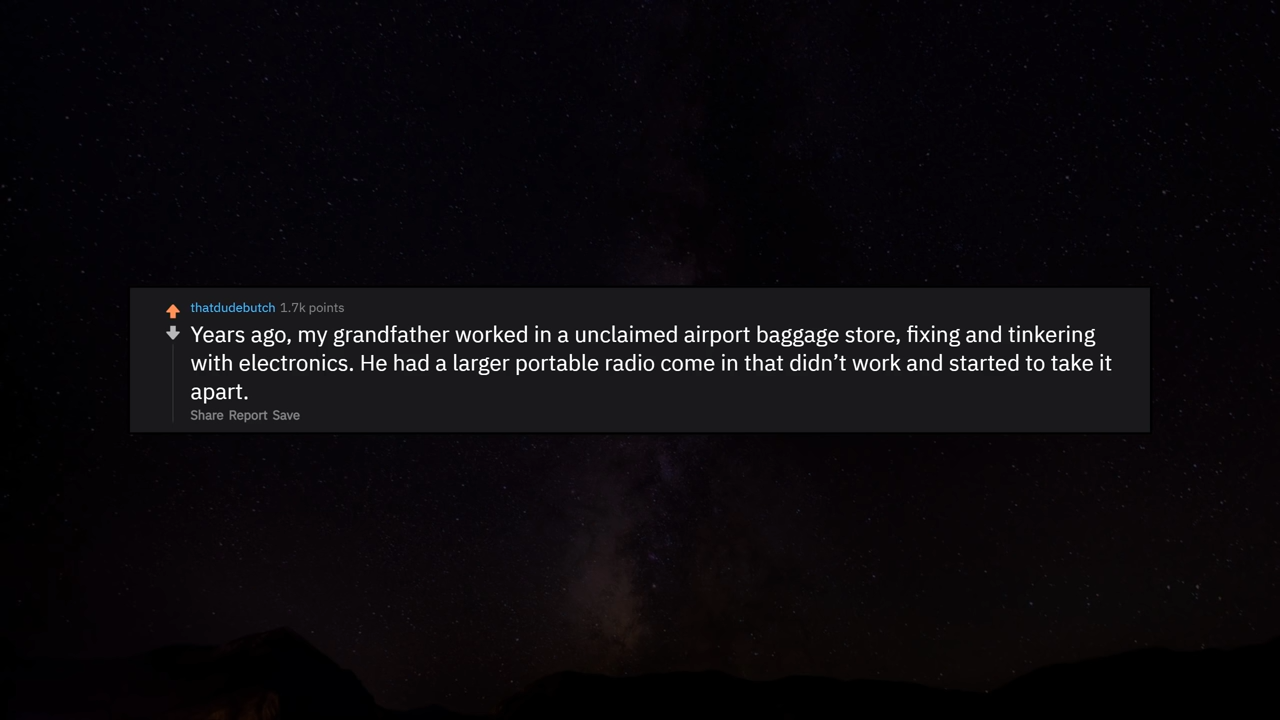 thatdudebutch 1.7k points
Years ago, my grandfather worked in a unclaimed airport baggage store, fixing and tinkering
with electronics. He had a larger portable radio come in that didn’t work and started to take it
apart.
Share Report Save